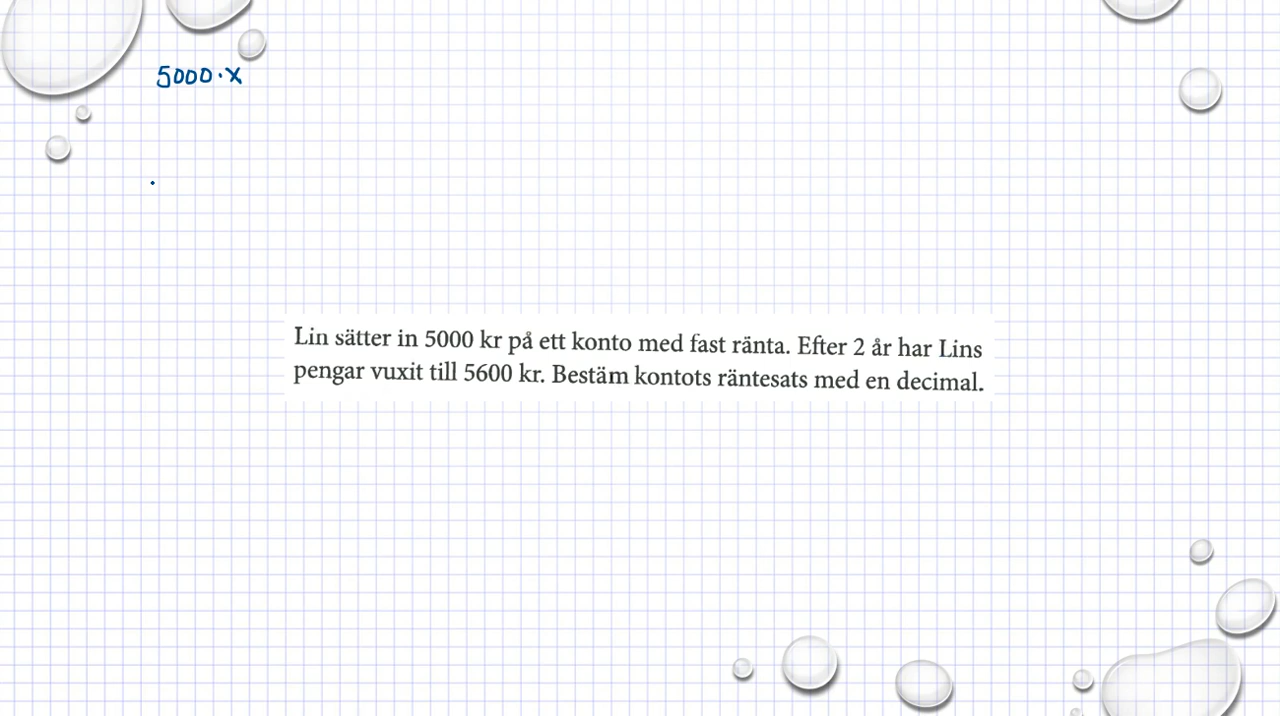 5000·x
Lin sätter in 5000 kr på ett konto med fast ränta. Efter 2 år har Lins
pengar vuxit till 5600 kr. Bestäm kontots räntesats med en decimal.